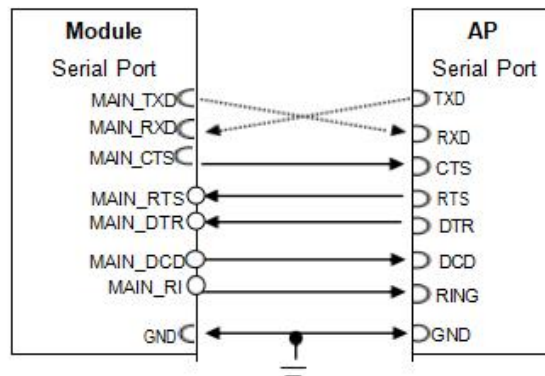 Module
Serial Port
MAIN_TXD
MAIN_RXD
MAIN_CTS
MAIN_RTS
MAIN_DTR
MAIN_DCD
MAIN_RI
GND
AP
Serial Port
TXD
RXD
CTS
RTS
DTR
DCD
RING
GND